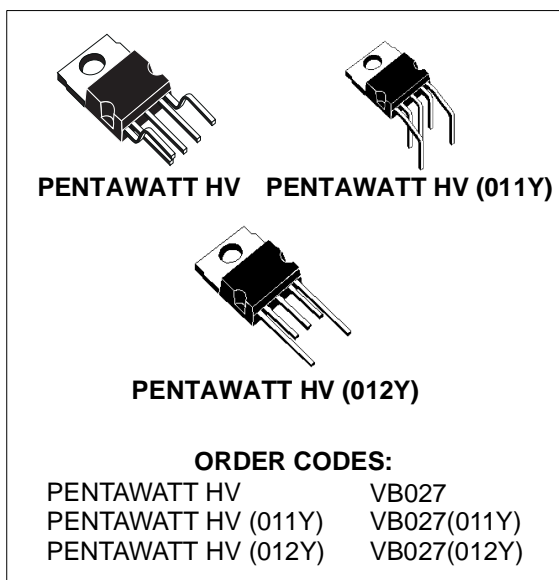 PENTAWATT HV PENTAWATT HV (011Y)
PENTAWATT HV (012Y)
ORDER CODES:
PENTAWATT HV VB027
PENTAWATT HV (011Y) VB027(011Y)
PENTAWATT HV (012Y) VB027(012Y)